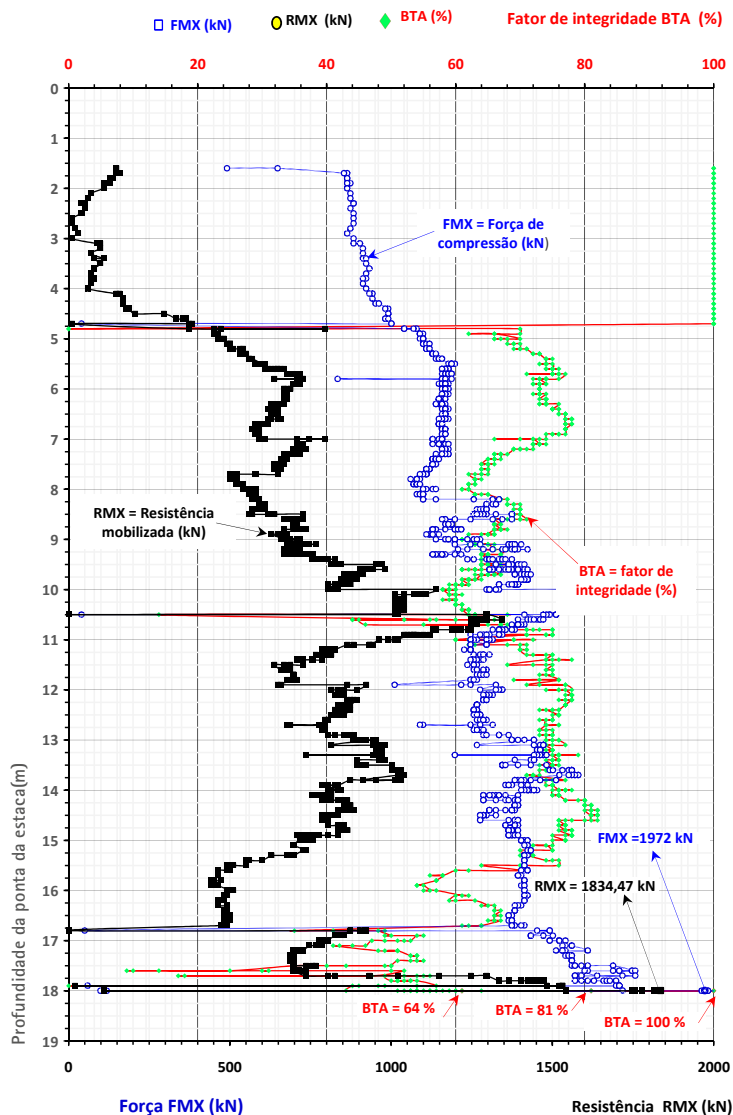 FMX (kN)
RMX (kN)
BTA (%)
Fator de integridade BTA (%)
0 20 40 60 80 100
0
1
2
3
4
5
6
7
8
9
10
11
12
13
14
15
16
17
18
19
Profundidade da ponta da estaca(m)
FMX = Força de
compressão (kN)
RMX = Resistência
mobilizada (kN)
BTA = fator de
integridade (%)
FMX =1972 kN
RMX = 1834,47 kN
BTA = 64 %
BTA = 81 %
BTA = 100 %
0 500 1000 1500 2000
Força FMX (kN)
Resistência RMX (kN)